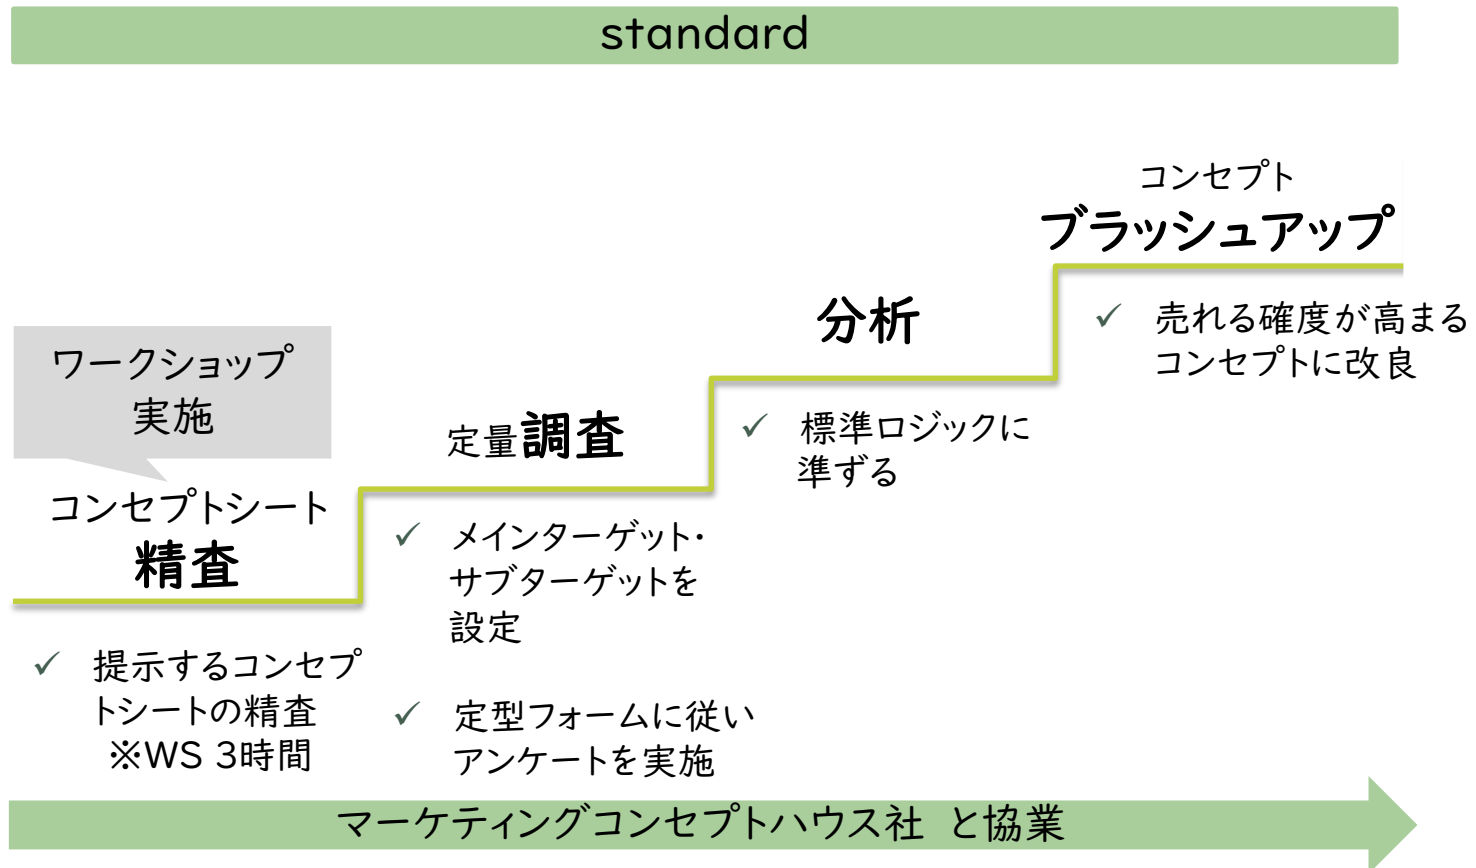 standard
ワークショップ
実施
コンセプトシート
精査
✓ 提示するコンセプ
トシートの精査
※WS 3時間
定量調査
✓ メインターゲット・
サブターゲットを
設定
✓ 定型フォームに従い
アンケートを実施
分析
✓ 標準ロジックに
準ずる
コンセプト
ブラッシュアップ
✓ 売れる確度が高まる
コンセプトに改良
マーケティングコンセプトハウス社 と協業